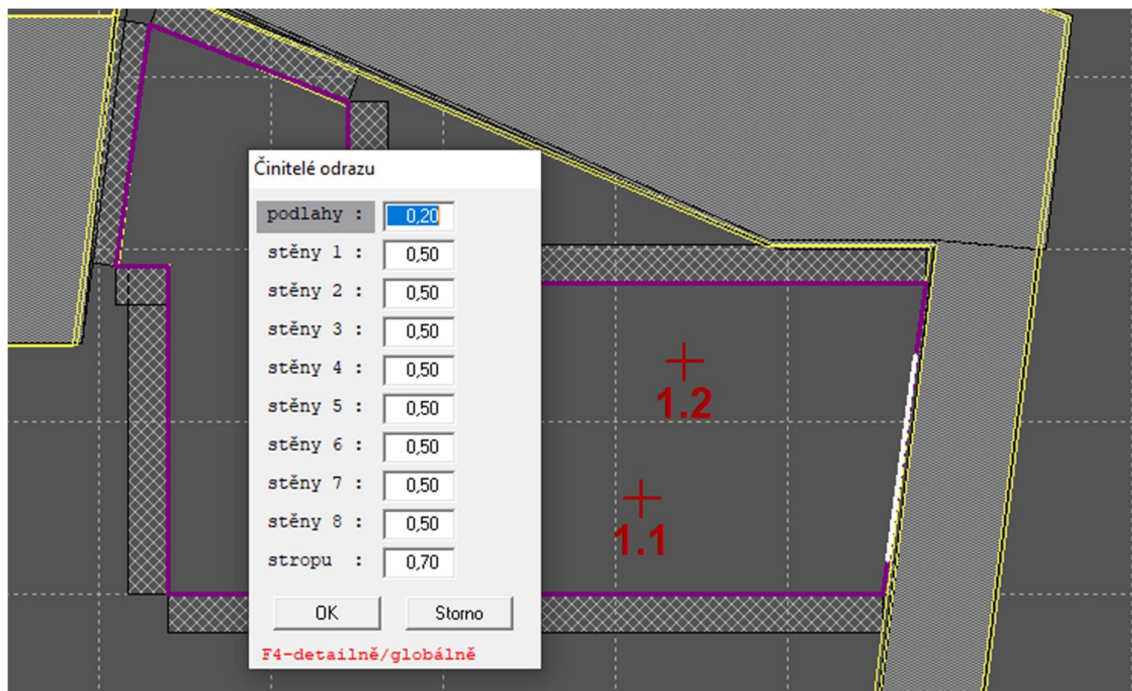 Činitelé odrazu
podlahy : 0,20
stěny 1 : 0,50
stěny 2 : 0,50
stěny 3 : 0,50
stěny 4 : 0,50
stěny 5 : 0,50
stěny 6 : 0,50
stěny 7 : 0,50
stěny 8 : 0,50
stropu : 0,70
OK Storno
F4-detailně/globálně
1.2
1.1